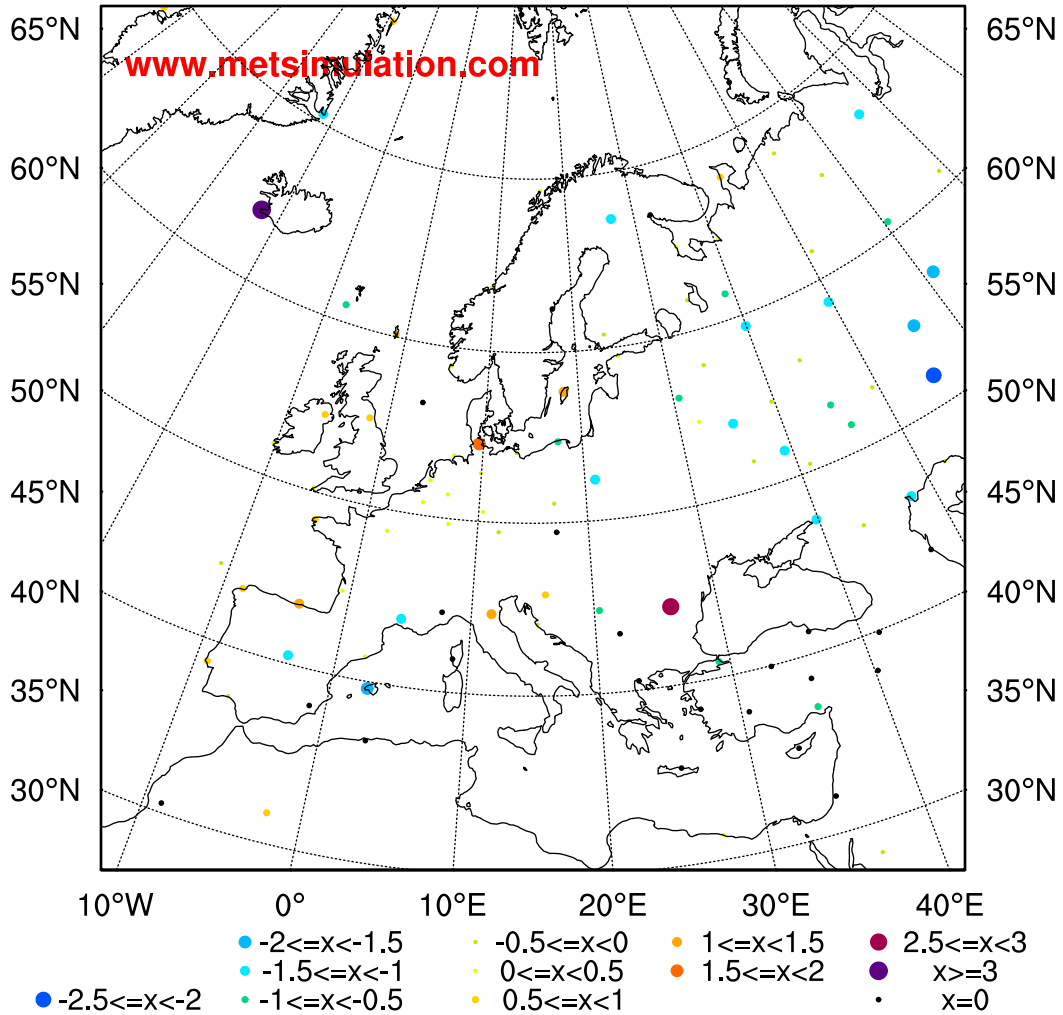 65°N 65°N
www.metsimulation.com
60°N 60°N
55°N 55°N
50°N 50°N
45°N 45°N
40°N 40°N
35°N 35°N
30°N 30°N
10°W 0° 10°E 20°E 30°E 40°E
-2<=x<-1.5 -0.5<=x<0 1<=x<1.5 2.5<=x<3
-1.5<=x<-1 0<=x<0.5 1.5<=x<2 x>=3
-2.5<=x<-2 -1<=x<-0.5 0.5<=x<1 x=0